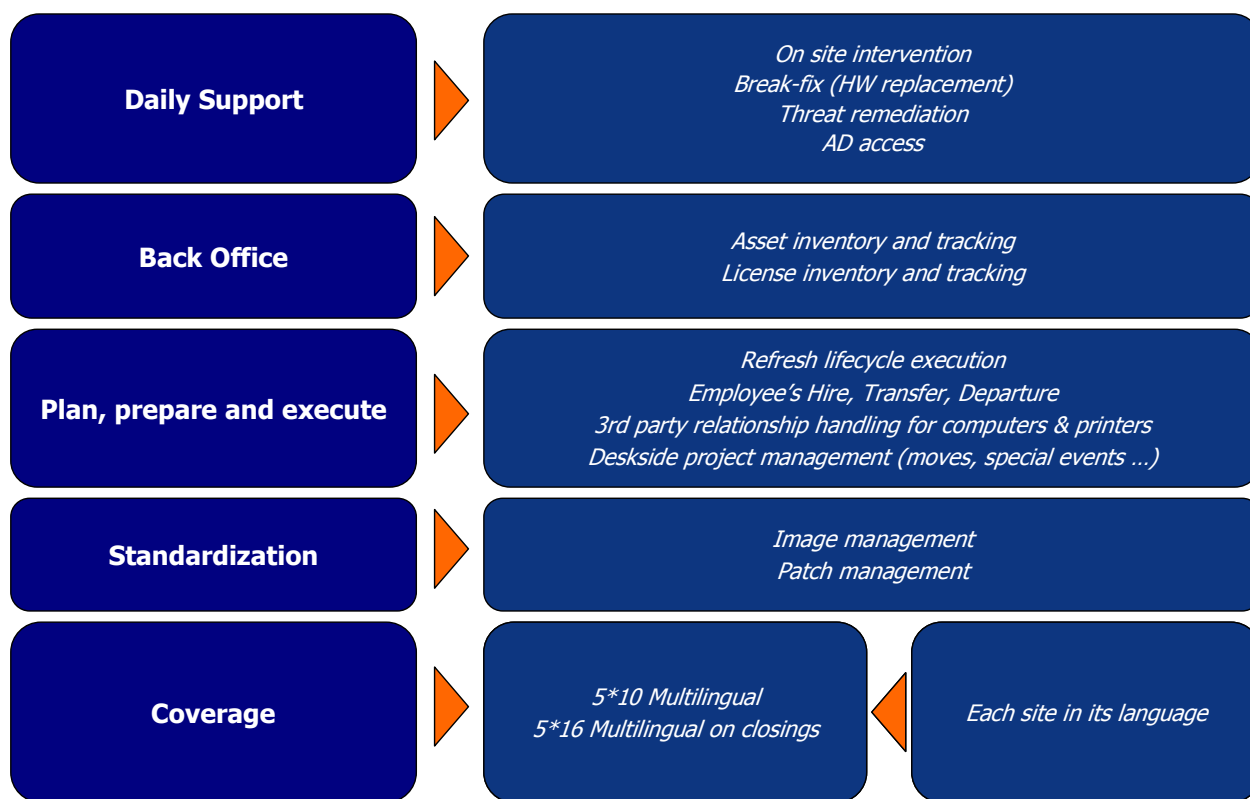 Daily Support
On site intervention
Break-fix (HW replacement)
Threat remediation
AD access
Back Office
Asset inventory and tracking
License inventory and tracking
Plan, prepare and execute
Refresh lifecycle execution
Employee’s Hire, Transfer, Departure
3rd party relationship handling for computers & printers
Deskside project management (moves, special events …)
Standardization
Image management
Patch management
Coverage
5*10 Multilingual
5*16 Multilingual on closings
Each site in its language